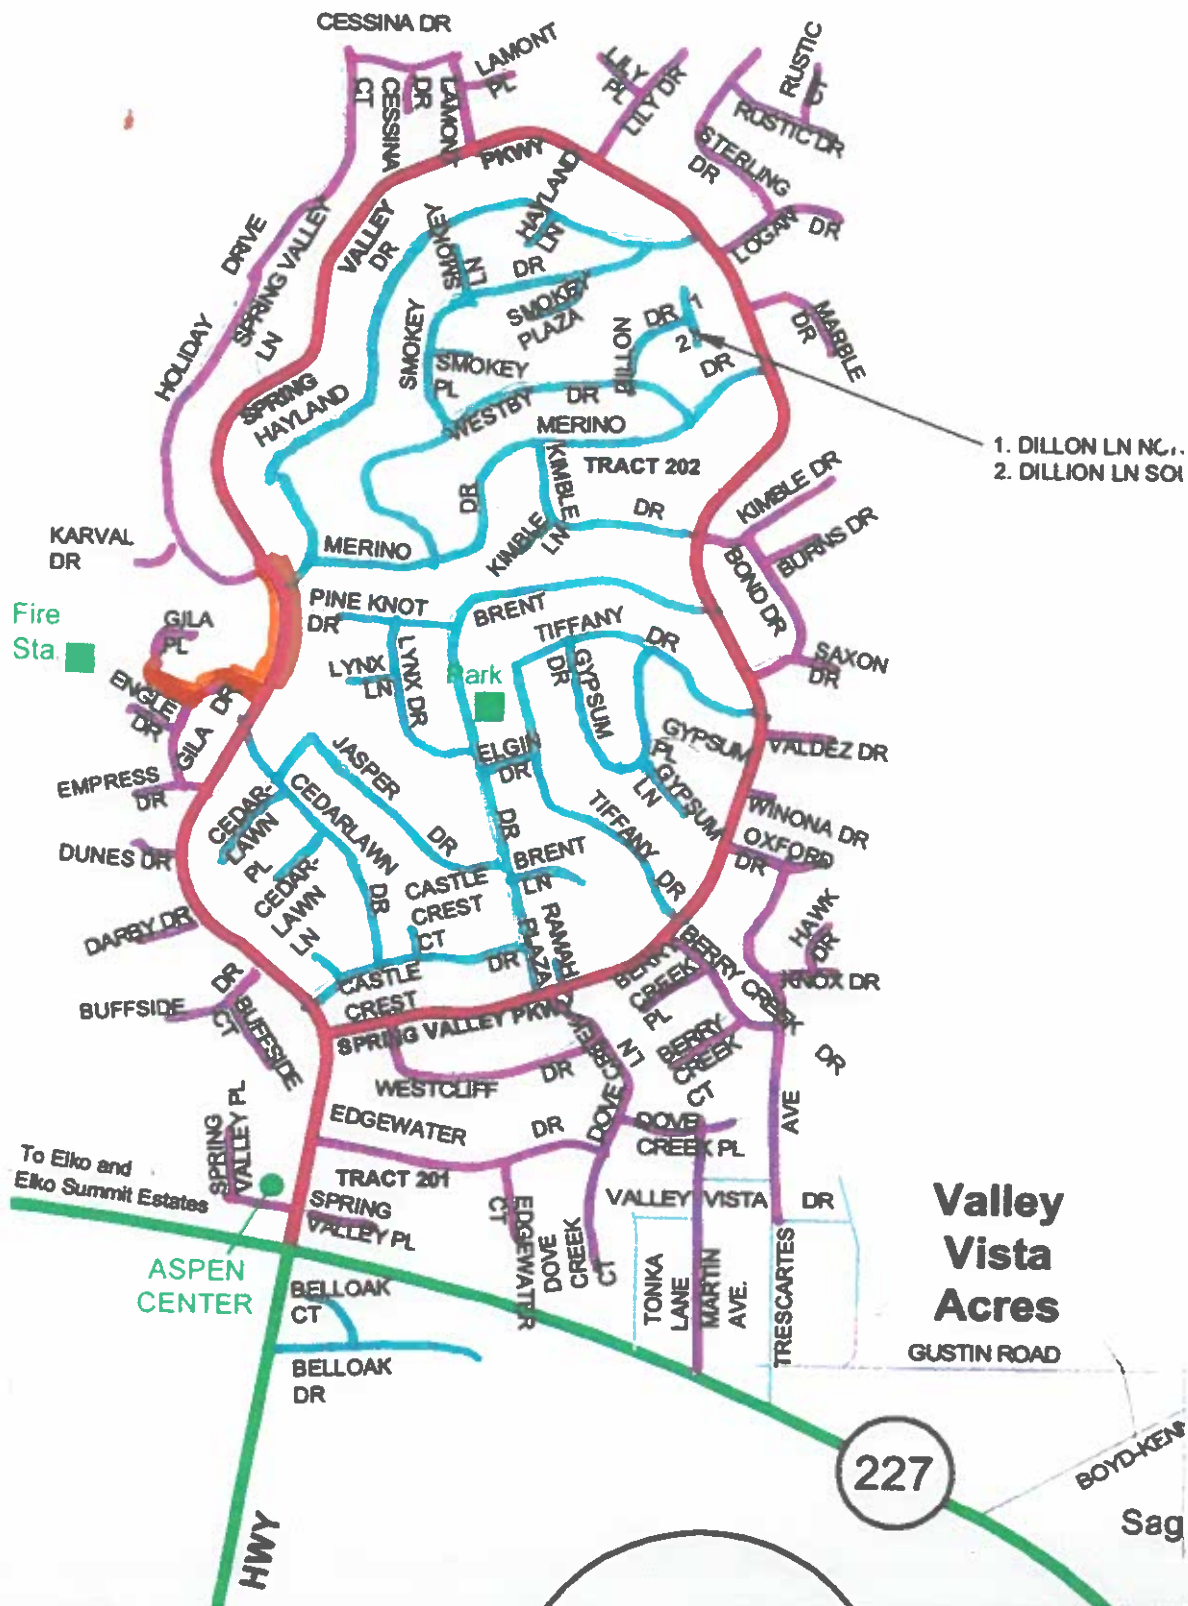 CESSINA DR
LAMONT
PL
LILY
PL
LILY DR
RUSTIC
CT
RUSTIC DR
CT
CESSINA
DR
LAMONT
STERLING
DR
PKWY
HAYLAND
LN
LOGAN
DR
HOLIDAY
DRIVE
SPRING VALLEY
LN
VALLEY
DR
SMOKEY
LN
DR
SMOKEY
PLAZA
SMOKEY
SMOKEY
PL
DILLON
DR
1
2
DR
MARBLE
DR
SPRING
HAYLAND
WESTBY
DR
MERINO
TRACT 202
1. DILLON LN
2. DILLION LN
KIMBLE
DR
DR
KIMBLE DR
KIMBLE
LN
BURNS DR
BOND DR
KARVAL
DR
MERINO
PINE KNOT
DR
BRENT
TIFFANY
DR
DR
GYPSUM
Fire
Sta.
GILA
PL
LYNX
LN
LYNX DR
Park
SAXON
DR
ENGLE
DR
GILA DR
ELGIN
DR
GYPSUM
PL
VALDEZ DR
EMPRESS
DR
JASPER
DR
GYPSUM
LN
WINONA DR
OXFORD
DR
CEDAR-
LAWN
PL
CEDARLAWN
DR
DR
TIFFANY
DR
DUNES DR
BRENT
LN
CEDAR-
LAWN
LN
CASTLE
CREST
CT
HAWK
DR
DARBY DR
RAMAH
PLAZA
KNOX DR
CASTLE
CREST
DR
BERRY CREEK
DR
BERRY
CREEK
PL
BUFFSIDE
DR
BUFFSIDE
CT
SPRING VALLEY PKWY
BERRY
CREEK
CT
LN
WESTCLIFF
DR
DOVE CREEK
EDGEWATER
DR
DOVE
CREEK PL
AVE
SPRING
VALLEY PL
TRACT 201
To Elko and
Elko Summit Estates
SPRING
VALLEY PL
EDGEWATER
CT
DOVE
CREEK
CT
VALLEY VISTA DR
Valley
Vista
Acres
ASPEN
CENTER
TONKA
LANE
MARTIN
AVE.
TRESCARTES
BELLOAK
CT
GUSTIN ROAD
BELLOAK
DR
227
HWY